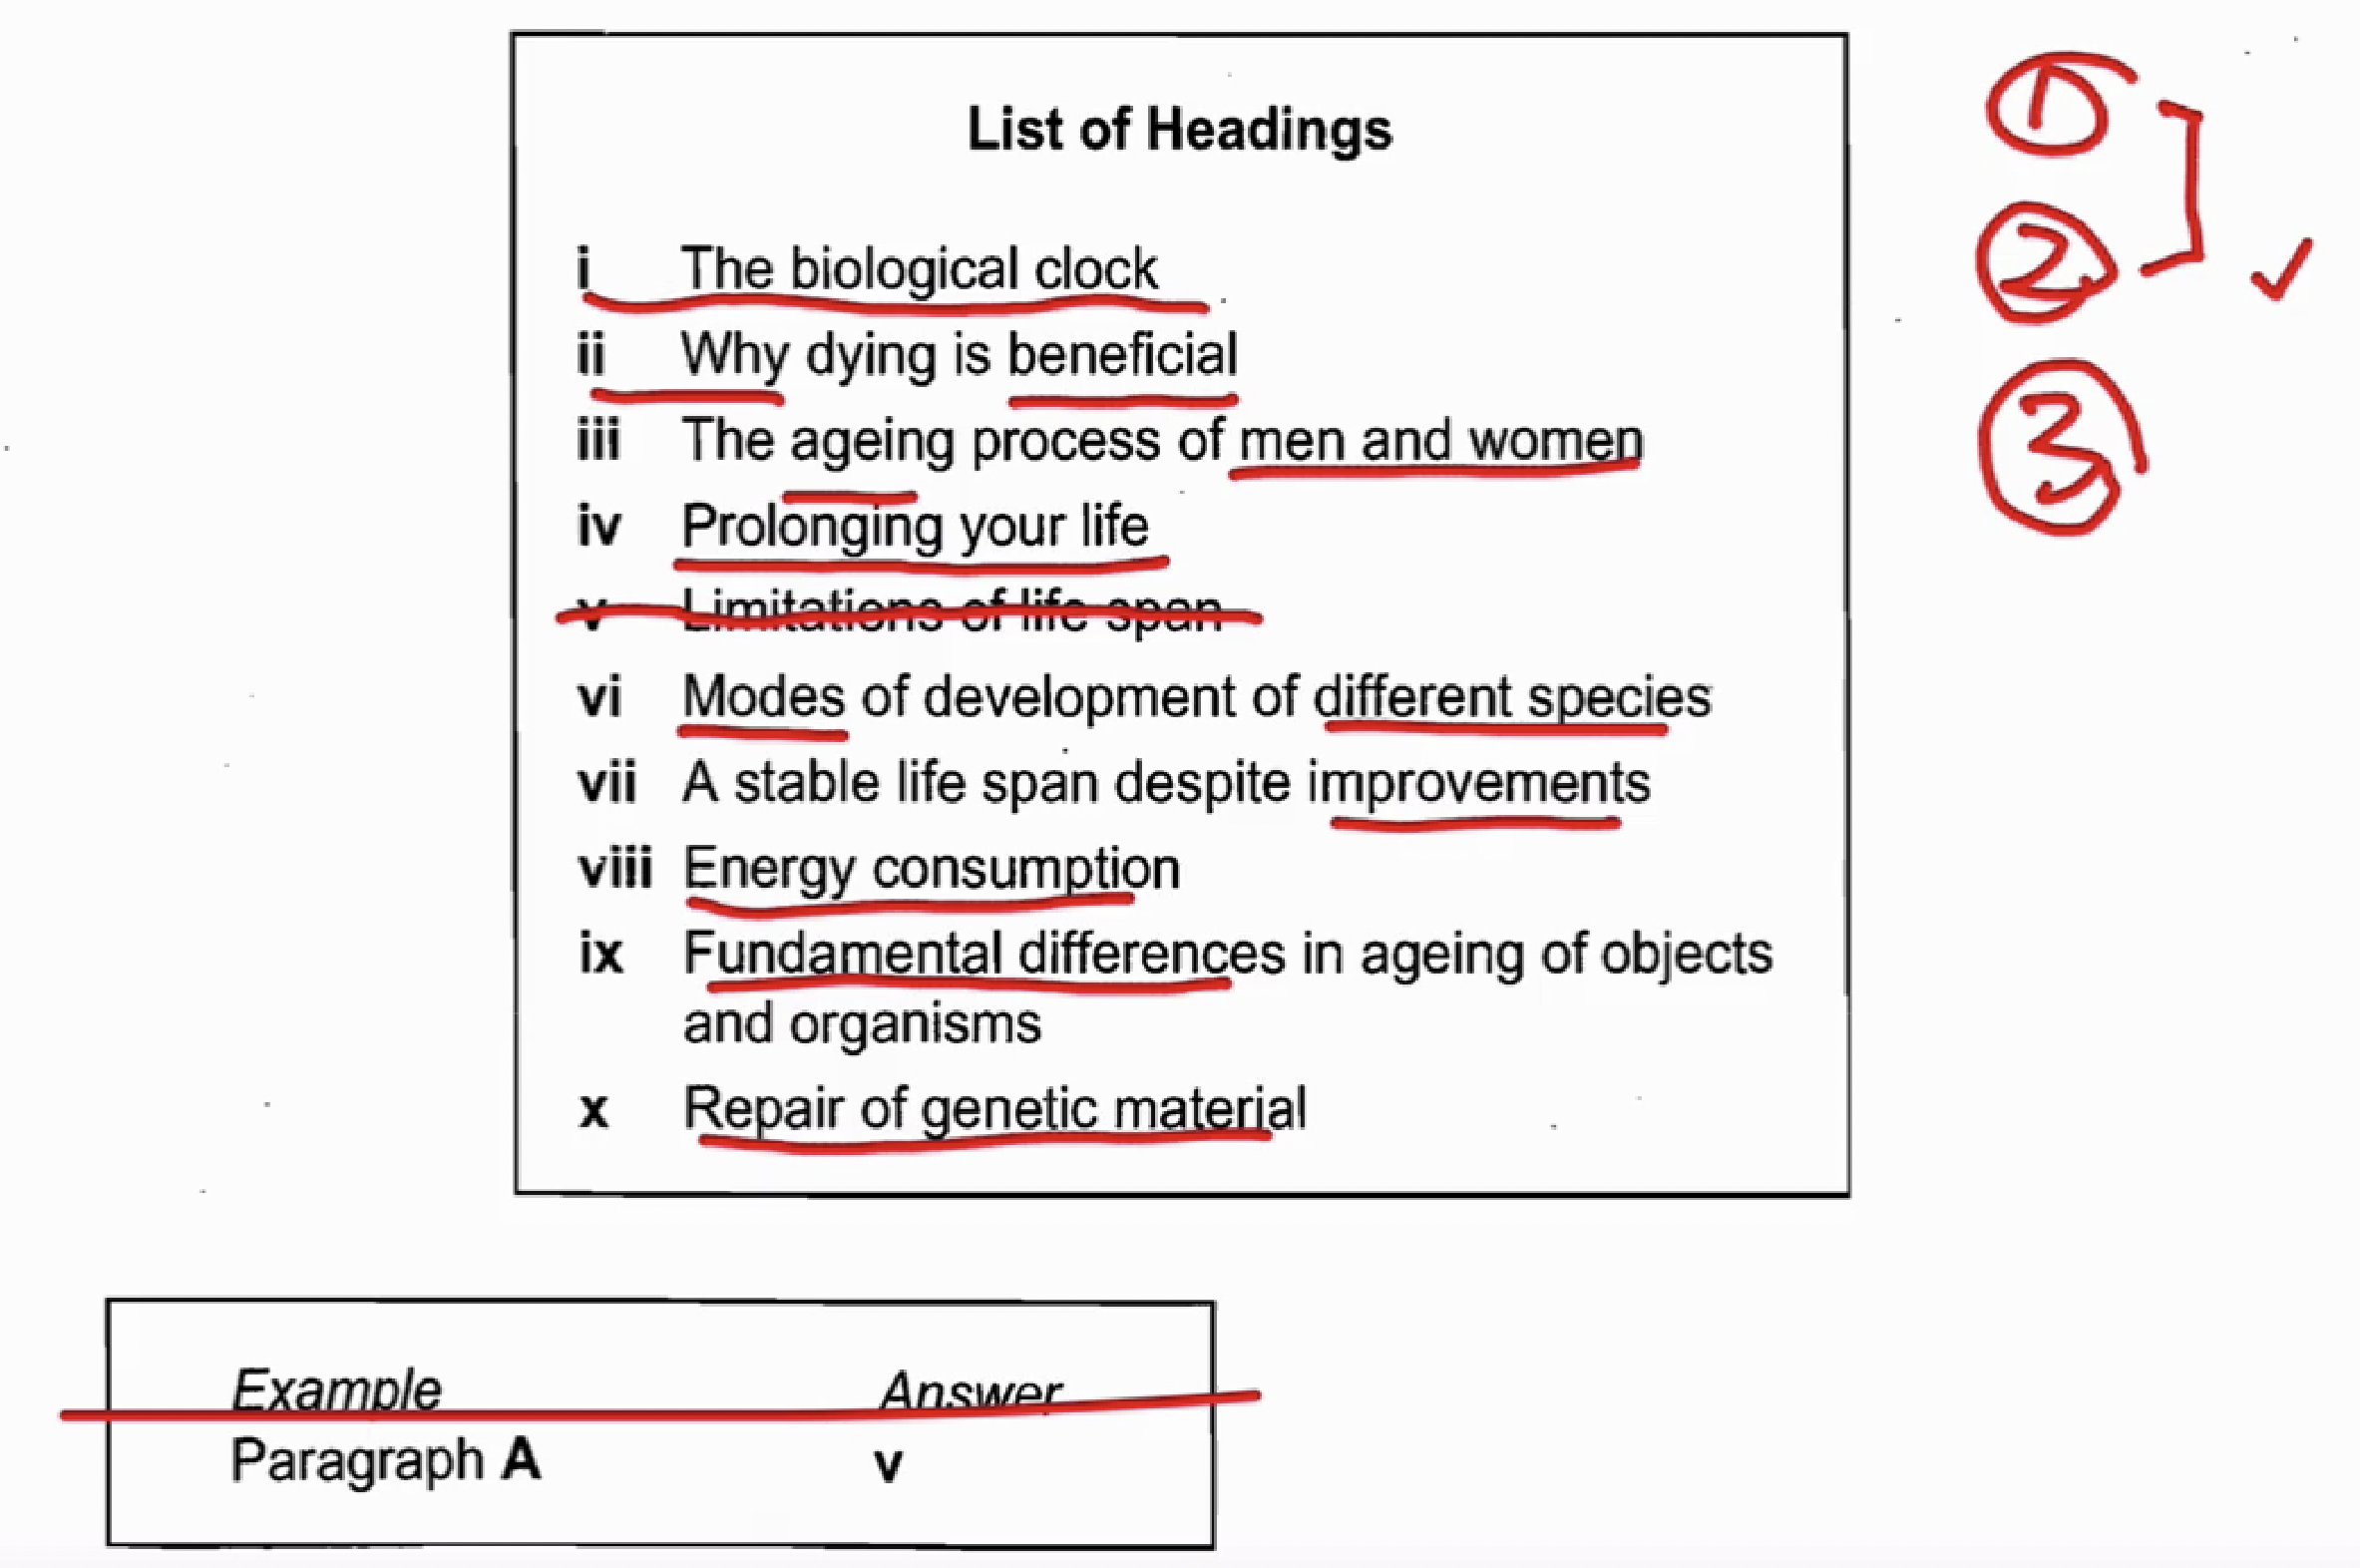 List of Headings
i The biological clock
ii Why dying is beneficial
iii The ageing process of men and women
iv Prolonging your life
v Limitations of life span
vi Modes of development of different species
vii A stable life span despite improvements
viii Energy consumption
ix Fundamental differences in ageing of objects
and organisms
x Repair of genetic material
1
2
3
Example Answer
Paragraph A v